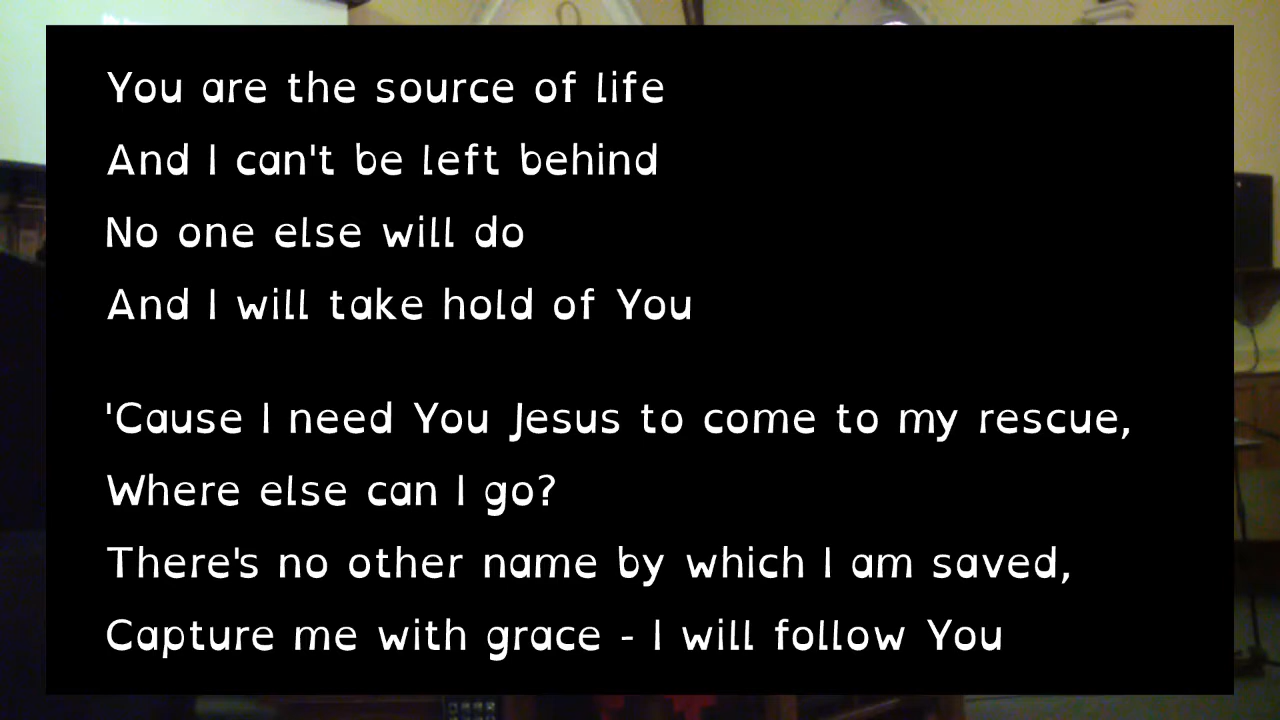 You are the source of life
And I can't be left behind
No one else will do
And I will take hold of You
'Cause I need You Jesus to come to my rescue,
Where else can I go?
There's no other name by which I am saved,
Capture me with grace - I will follow You